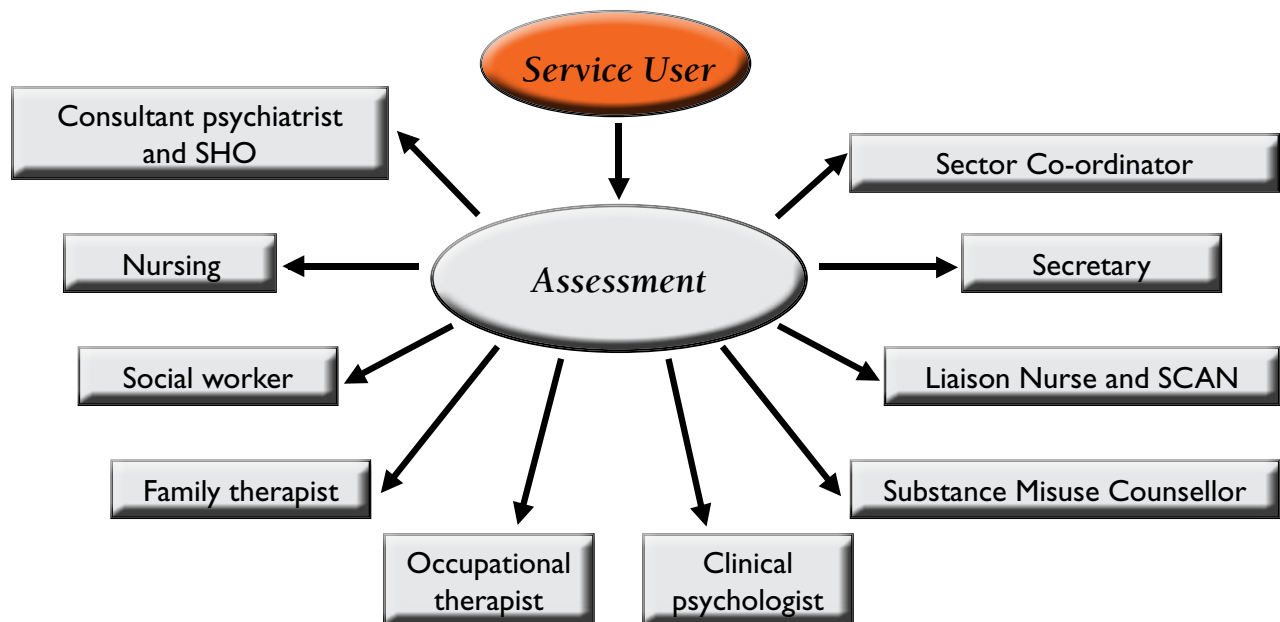 Service User
Consultant psychiatrist
and SHO
Sector Co-ordinator
Nursing
Assessment
Secretary
Social worker
Liaison Nurse and SCAN
Family therapist
Substance Misuse Counsellor
Occupational
therapist
Clinical
psychologist